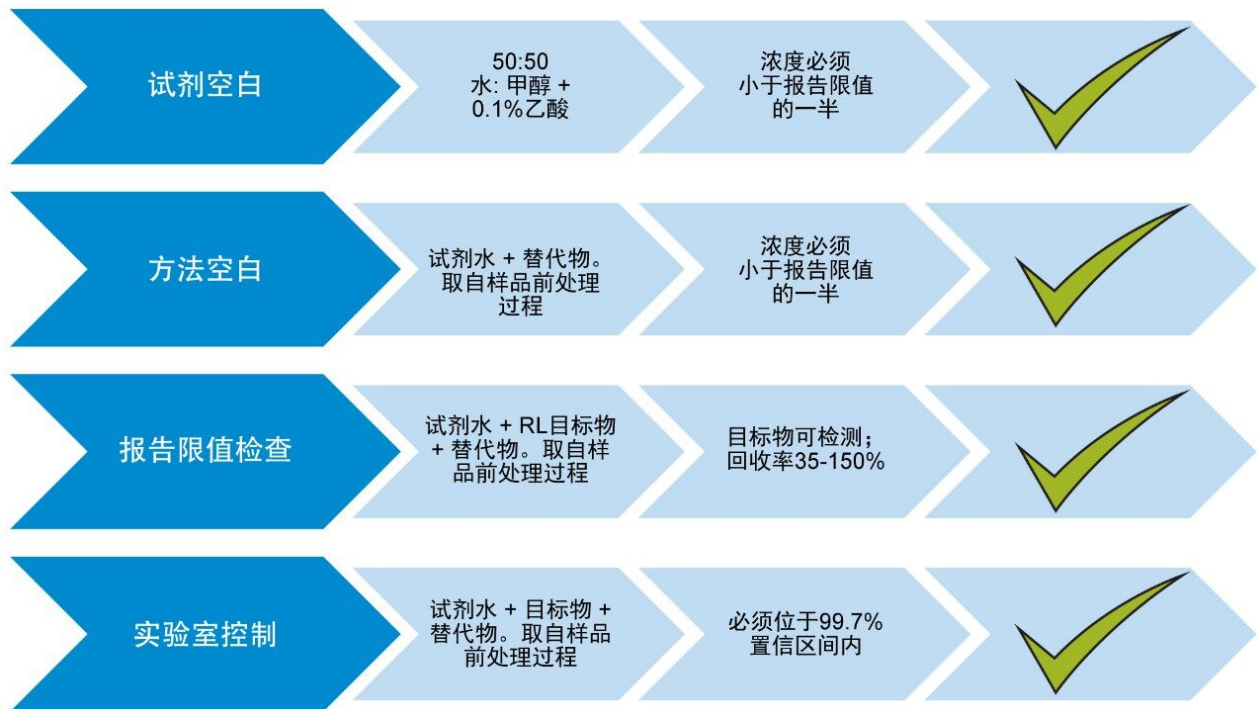 试剂空白
50:50
水: 甲醇 +
0.1%乙酸
浓度必须
小于报告限值
的一半
方法空白
试剂水 + 替代物。
取自样品前处理
过程
浓度必须
小于报告限值
的一半
报告限值检查
试剂水 + RL目标物
+ 替代物。取自样
品前处理过程
目标物可检测；
回收率35-150%
实验室控制
试剂水 + 目标物 +
替代物。取自样品
前处理过程
必须位于99.7%
置信区间内